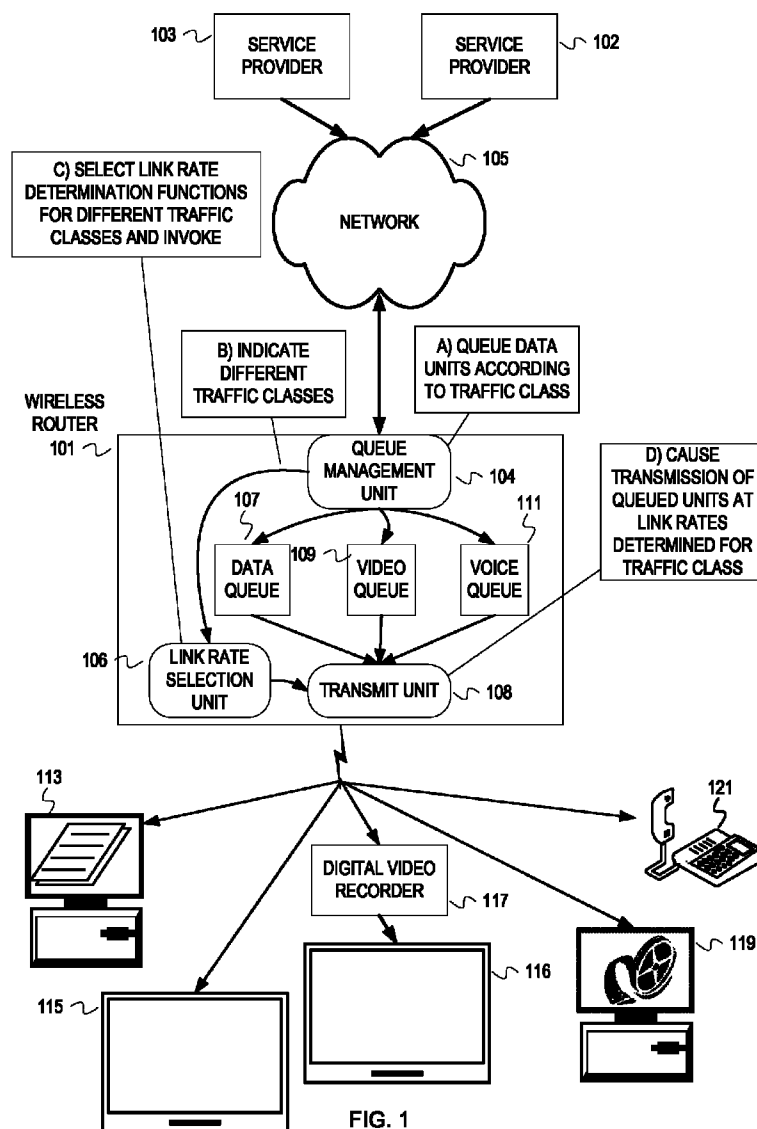 103
SERVICE
PROVIDER
SERVICE
PROVIDER
102
C) SELECT LINK RATE
DETERMINATION FUNCTIONS
FOR DIFFERENT TRAFFIC
CLASSES AND INVOKE
105
NETWORK
B) INDICATE
DIFFERENT
TRAFFIC CLASSES
A) QUEUE DATA
UNITS ACCORDING
TO TRAFFIC CLASS
WIRELESS
ROUTER
101
QUEUE
MANAGEMENT
UNIT
104
D) CAUSE
TRANSMISSION OF
QUEUED UNITS AT
LINK RATES
DETERMINED FOR
TRAFFIC CLASS
107
DATA
QUEUE
109
VIDEO
QUEUE
111
VOICE
QUEUE
106
LINK RATE
SELECTION
UNIT
TRANSMIT UNIT
108
113
121
DIGITAL VIDEO
RECORDER
117
115
116
119
FIG. 1